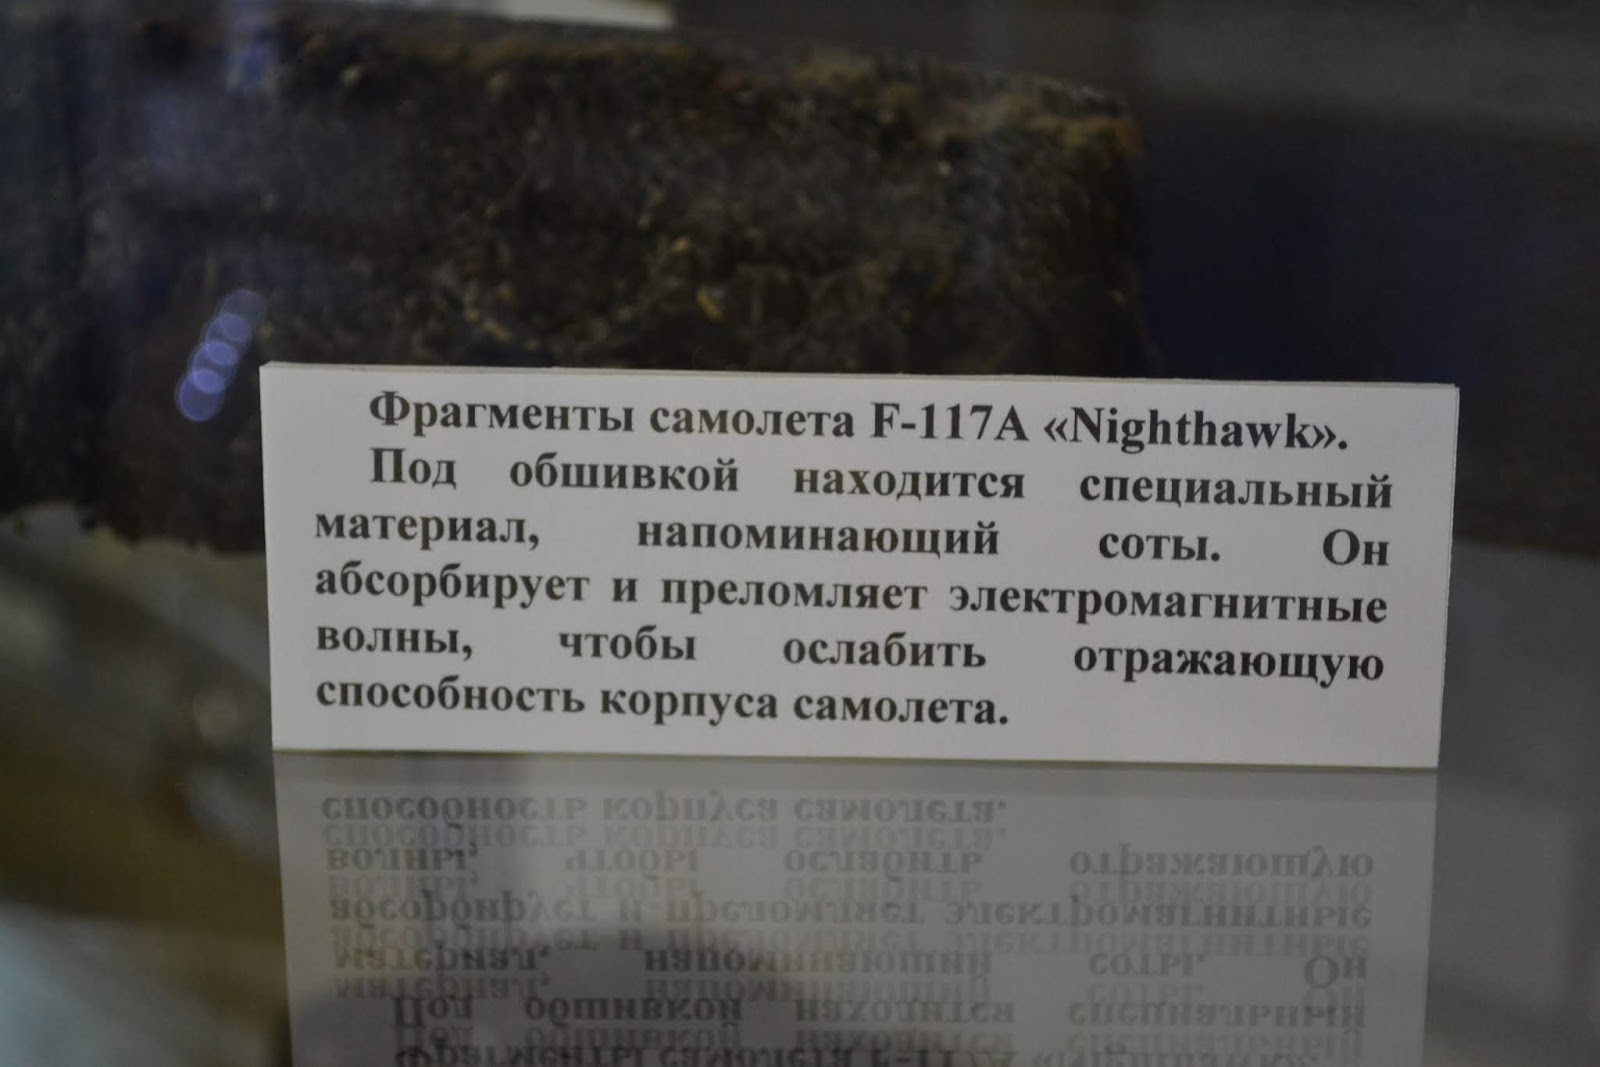 Фрагменты самолета F-117A «Nighthawk».
Под обшивкой находится специальный
материал, напоминающий соты. Он
абсорбирует и преломляет электромагнитные
волны, чтобы ослабить отражающую
способность корпуса самолета.